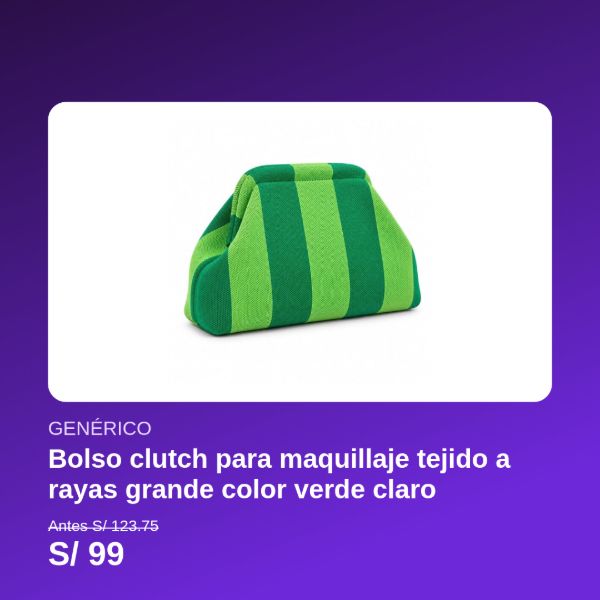 GENÉRICO
Bolso clutch para maquillaje tejido a
rayas grande color verde claro
Antes S/ 123.75
S/ 99